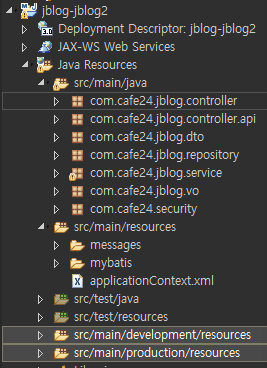 jblog-jblog2
Deployment Descriptor: jblog-jblog2
JAX-WS Web Services
Java Resources
src/main/java
com.cafe24.jblog.controller
com.cafe24.jblog.controller.api
com.cafe24.jblog.dto
com.cafe24.jblog.repository
com.cafe24.jblog.service
com.cafe24.jblog.vo
com.cafe24.security
src/main/resources
messages
mybatis
applicationContext.xml
src/test/java
src/test/resources
src/main/development/resources
src/main/production/resources